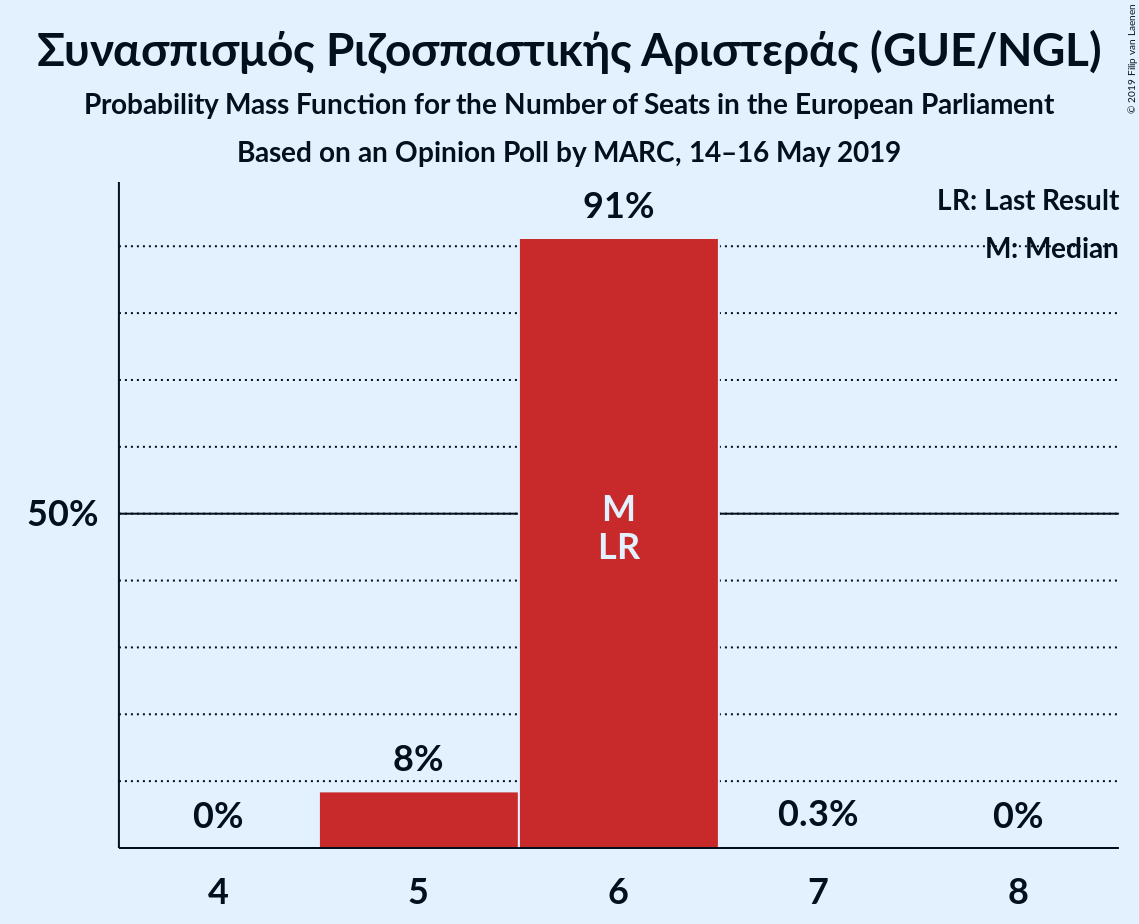 Συνασπισμός Ριζοσπαστικής Αριστεράς (GUE/NGL)
Probability Mass Function for the Number of Seats in the European Parliament
Based on an Opinion Poll by MARC, 14–16 May 2019
© 2019 Filip van Laenen
LR: Last Result
M: Median
91%
50%
M
LR
8%
0%
0.3%
0%
4 5 6 7 8